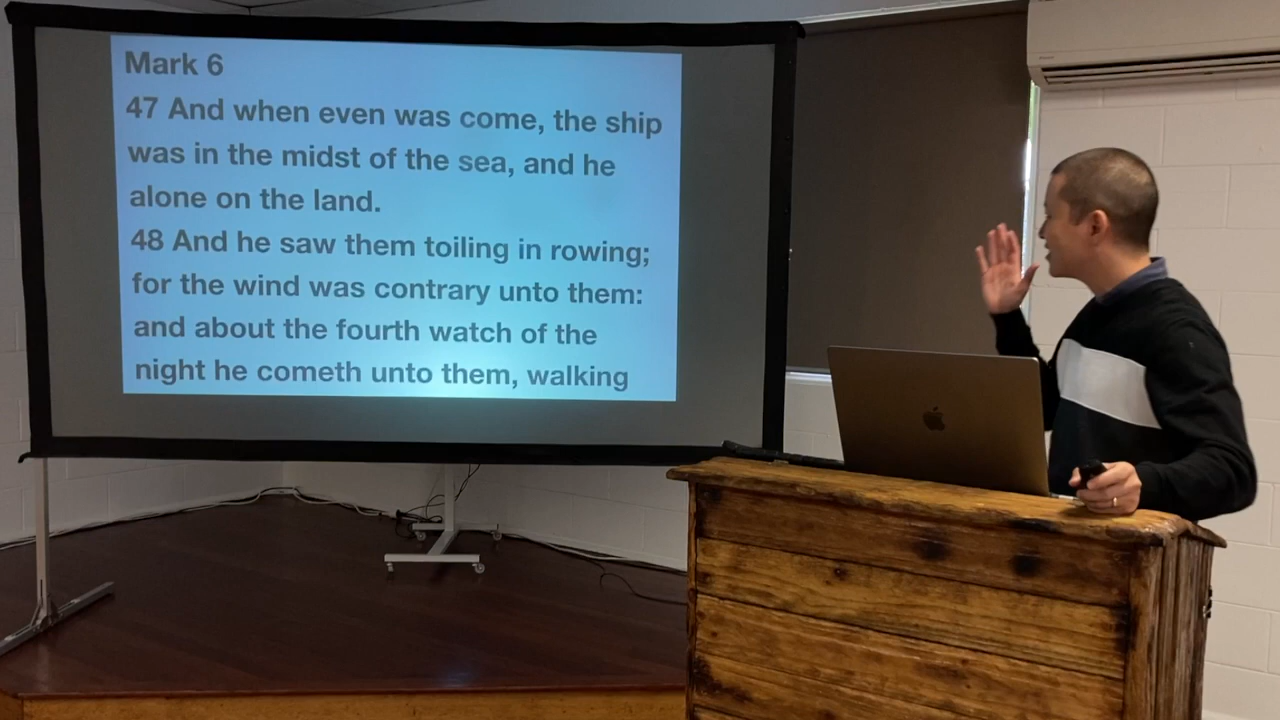 Mark 6
47 And when even was come, the ship
was in the midst of the sea, and he
alone on the land.
48 And he saw them toiling in rowing;
for the wind was contrary unto them:
and about the fourth watch of the
night he cometh unto them, walking